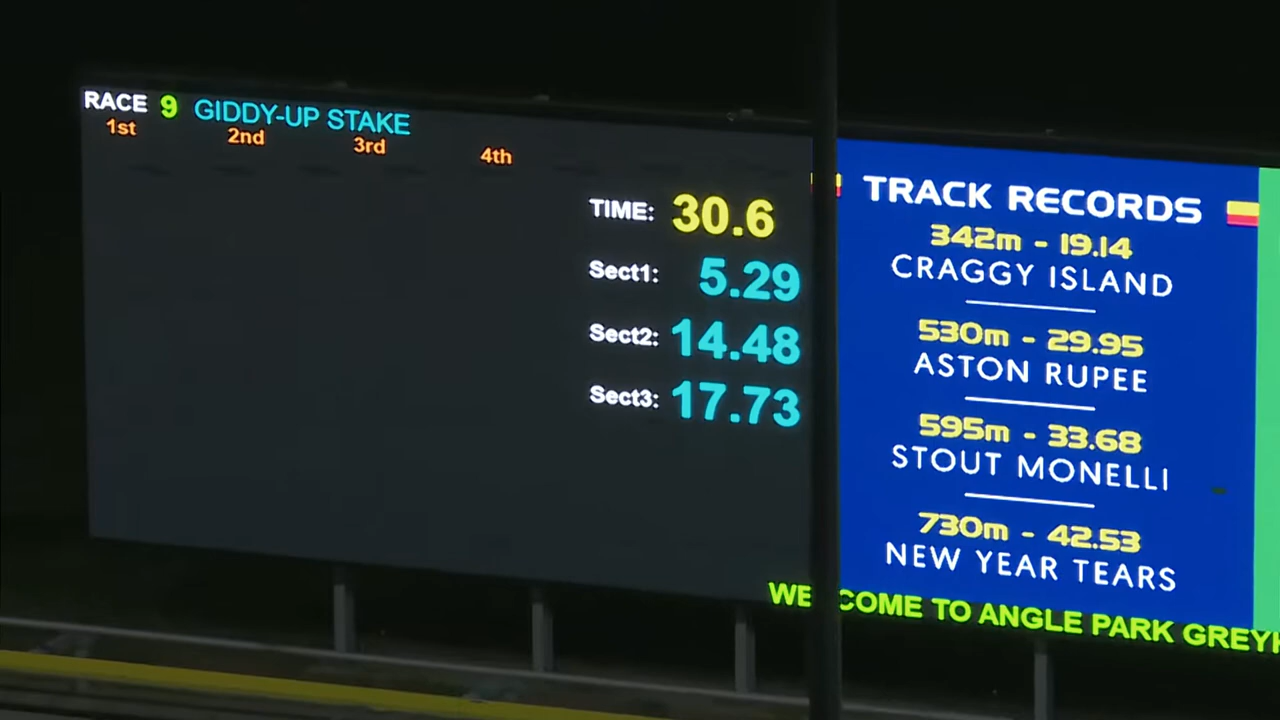 RACE 9 GIDDY-UP STAKE
1st 2nd 3rd 4th
TIME: 30.6
Sect1: 5.29
Sect2: 14.48
Sect3: 17.73
TRACK RECORDS
342m - 19.14
CRAGGY ISLAND
530m - 29.95
ASTON RUPEE
595m - 33.68
STOUT MONELLI
730m - 42.53
NEW YEAR TEARS
WELCOME TO ANGLE PARK GREYH